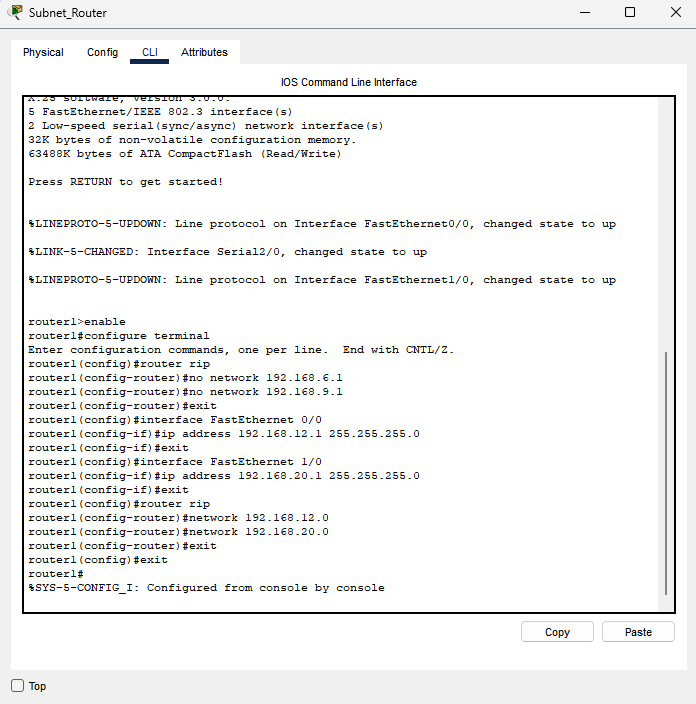 Subnet_Router
Physical Config CLI Attributes
IOS Command Line Interface
X.25 software, Version 3.0.0.
5 FastEthernet/IEEE 802.3 interface(s)
2 Low-speed serial(sync/async) network interface(s)
32K bytes of non-volatile configuration memory.
63488K bytes of ATA CompactFlash (Read/Write)
Press RETURN to get started!
%LINEPROTO-5-UPDOWN: Line protocol on Interface FastEthernet0/0, changed state to up
%LINK-5-CHANGED: Interface Serial2/0, changed state to up
%LINEPROTO-5-UPDOWN: Line protocol on Interface FastEthernet1/0, changed state to up
router1>enable
router1#configure terminal
Enter configuration commands, one per line.  End with CNTL/Z.
router1(config)#router rip
router1(config-router)#no network 192.168.6.1
router1(config-router)#no network 192.168.9.1
router1(config-router)#exit
router1(config)#interface FastEthernet 0/0
router1(config-if)#ip address 192.168.12.1 255.255.255.0
router1(config-if)#exit
router1(config)#interface FastEthernet 1/0
router1(config-if)#ip address 192.168.20.1 255.255.255.0
router1(config-if)#exit
router1(config)#router rip
router1(config-router)#network 192.168.12.0
router1(config-router)#network 192.168.20.0
router1(config-router)#exit
router1(config)#exit
router1#
%SYS-5-CONFIG_I: Configured from console by console
Copy Paste
Top